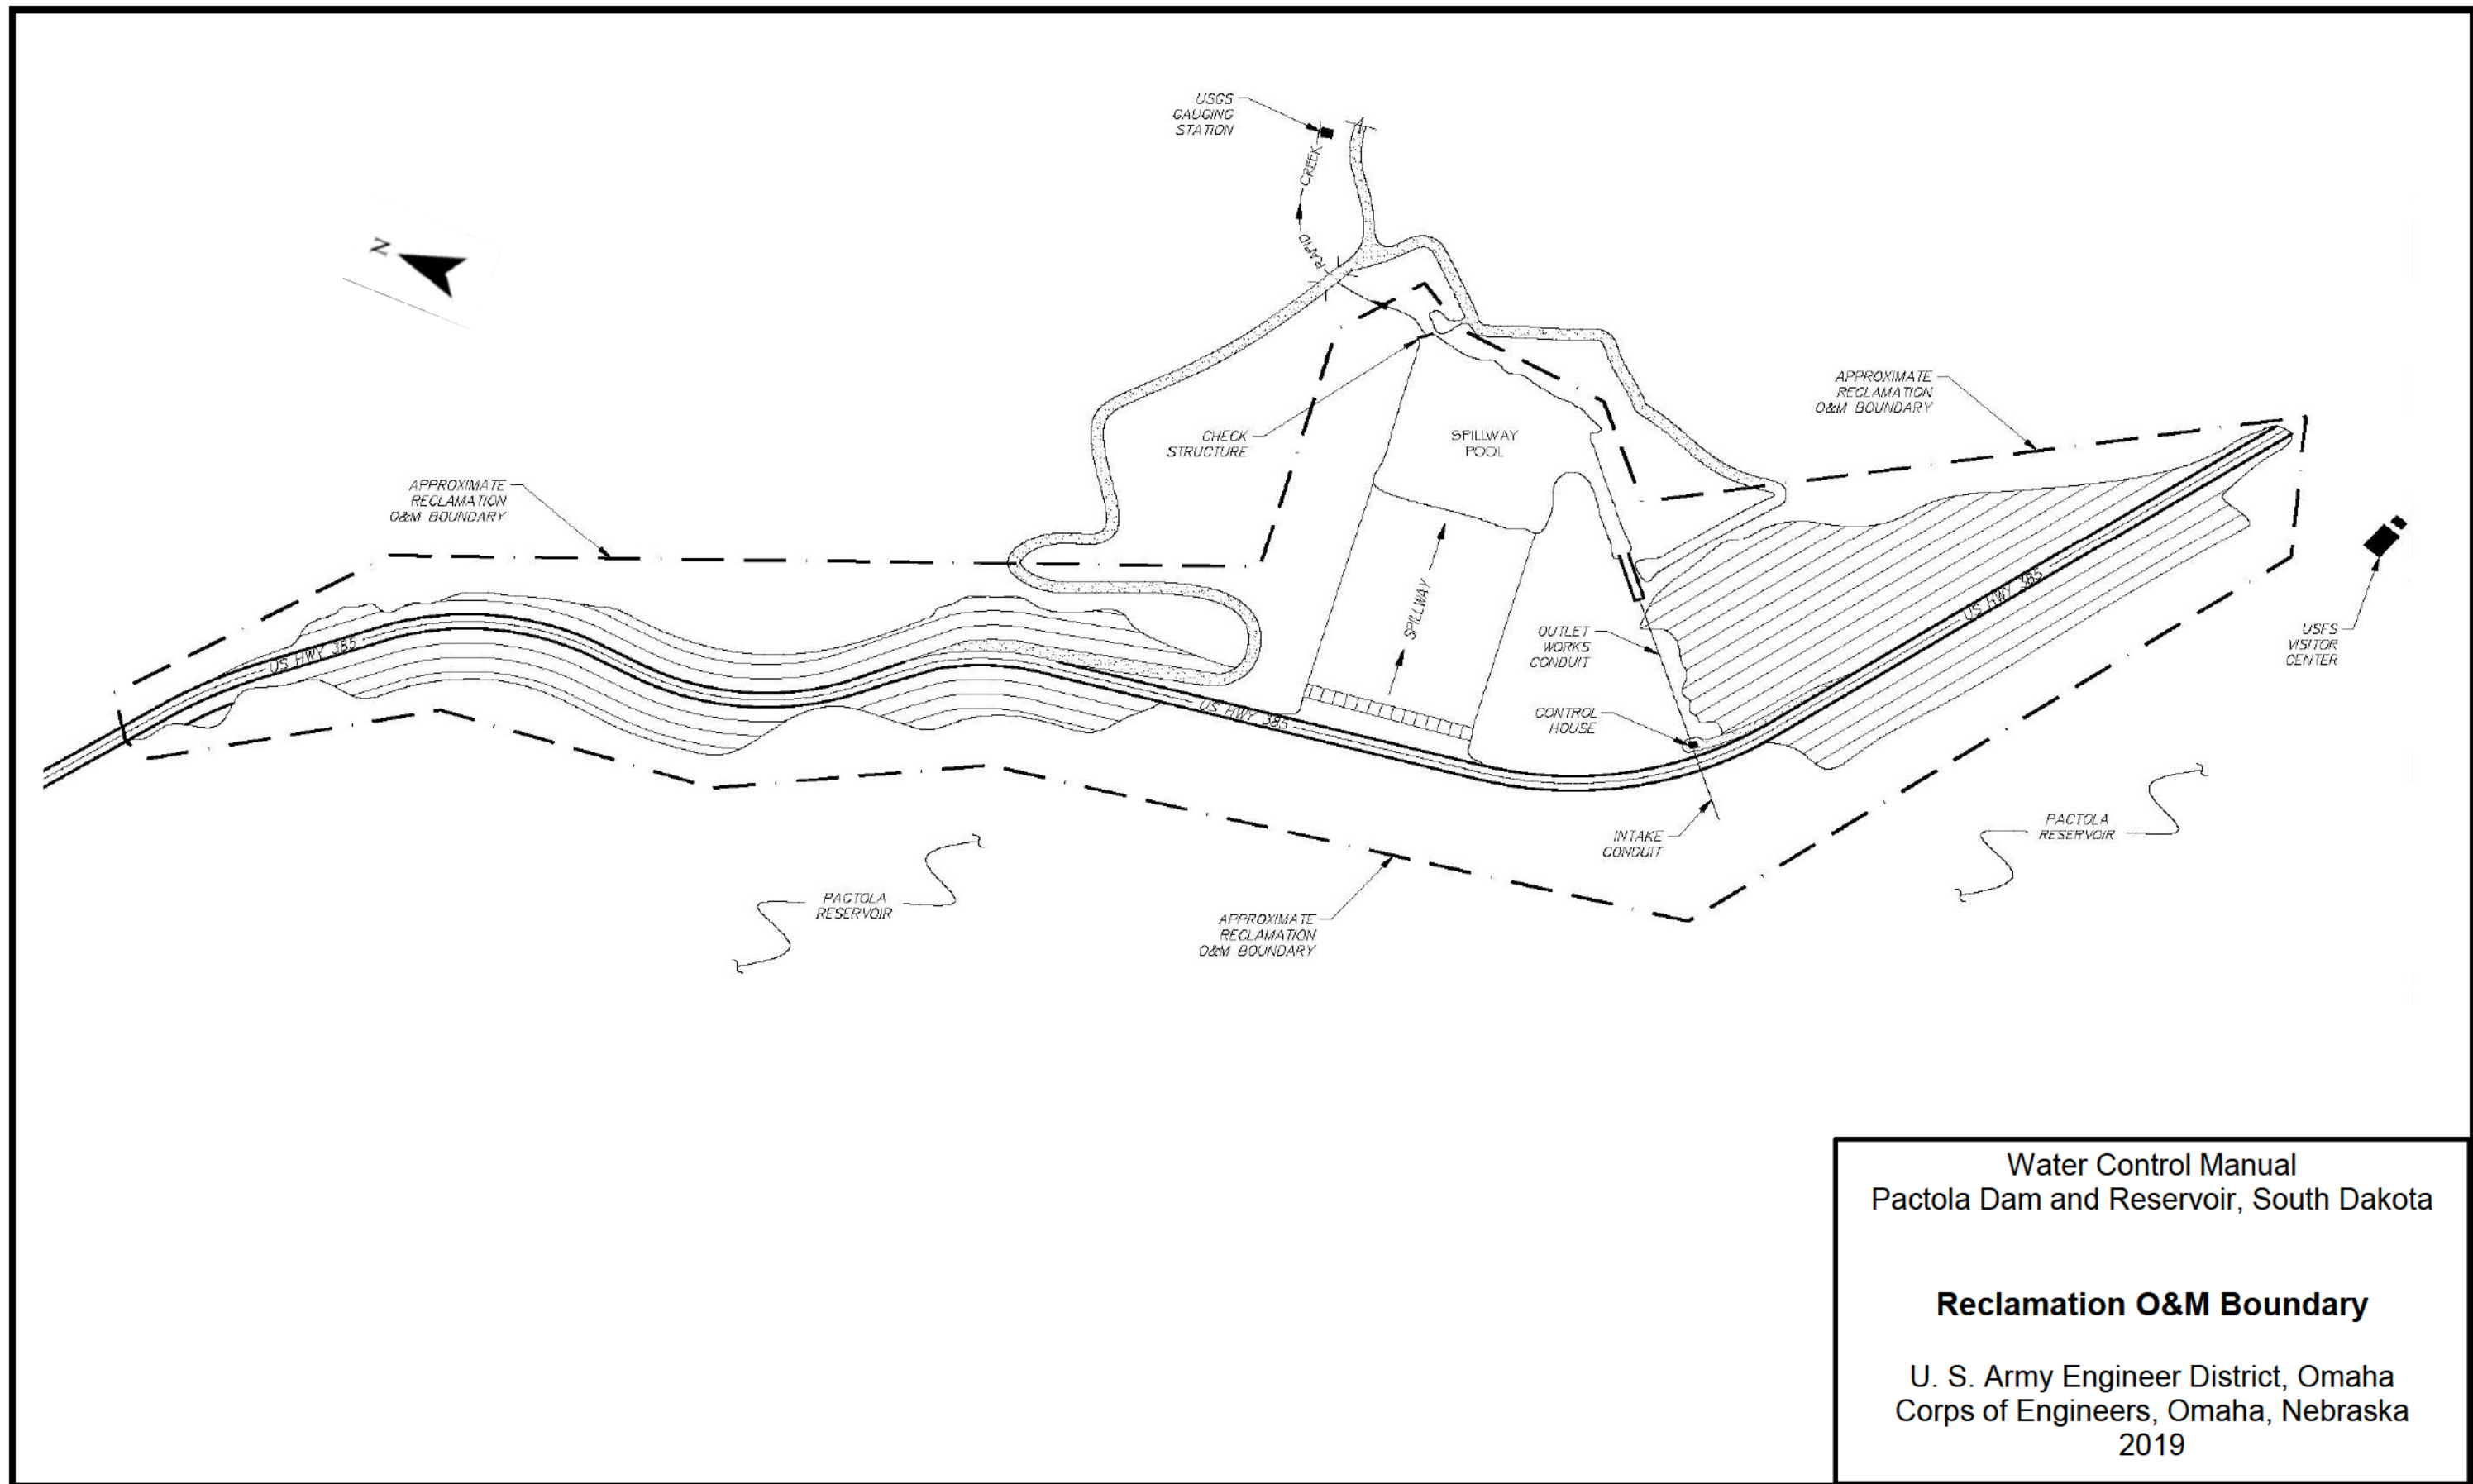 USGS
GAUGING
STATION
CREEK
RAPID
N
APPROXIMATE
RECLAMATION
O&M BOUNDARY
CHECK
STRUCTURE
SPILLWAY
POOL
APPROXIMATE
RECLAMATION
O&M BOUNDARY
SPILLWAY
OUTLET
WORKS
CONDUIT
US HWY 385
US HWY 385
USFS
VISITOR
CENTER
US HWY 385
CONTROL
HOUSE
INTAKE
CONDUIT
PACTOLA
RESERVOIR
PACTOLA
RESERVOIR
APPROXIMATE
RECLAMATION
O&M BOUNDARY
Water Control Manual
Pactola Dam and Reservoir, South Dakota
Reclamation O&M Boundary
U. S. Army Engineer District, Omaha
Corps of Engineers, Omaha, Nebraska
2019